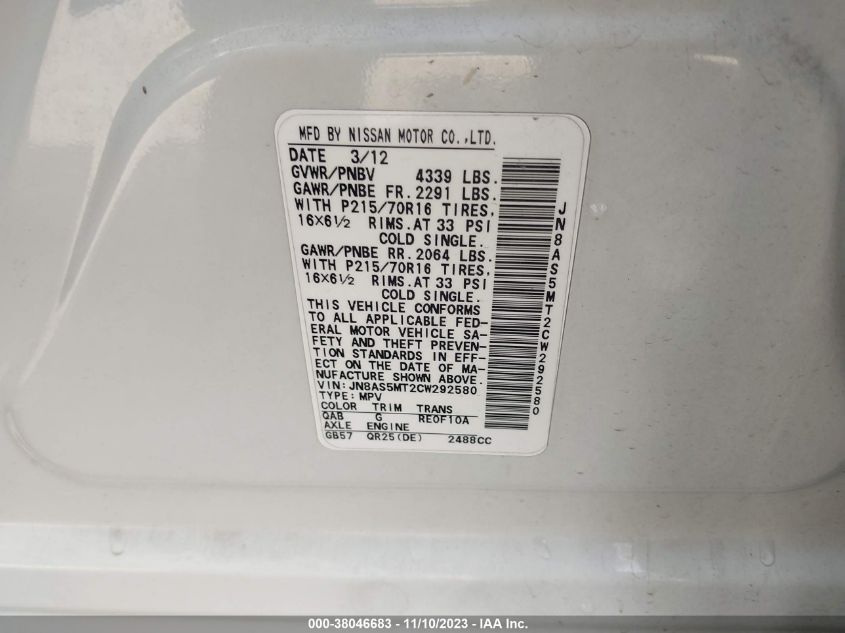 MFD BY NISSAN MOTOR CO.,LTD.
DATE 3/12
GVWR/PNBV 4339 LBS.
GAWR/PNBE FR. 2291 LBS.
WITH P215/70R16 TIRES,
16X6½ RIMS. AT 33 PSI
COLD SINGLE.
GAWR/PNBE RR. 2064 LBS.
WITH P215/70R16 TIRES,
16X6½ RIMS. AT 33 PSI
COLD SINGLE.
THIS VEHICLE CONFORMS
TO ALL APPLICABLE FED-
ERAL MOTOR VEHICLE SA-
FETY AND THEFT PREVEN-
TION STANDARDS IN EFF-
ECT ON THE DATE OF MA-
NUFACTURE SHOWN ABOVE.
VIN: JN8AS5MT2CW292580
TYPE: MPV
COLOR TRIM TRANS
QAB G RE0F10A
AXLE ENGINE
GB57 QR25(DE) 2488CC
JN8AS5MT2CW292580
000-38046683 - 11/10/2023 - IAA Inc.